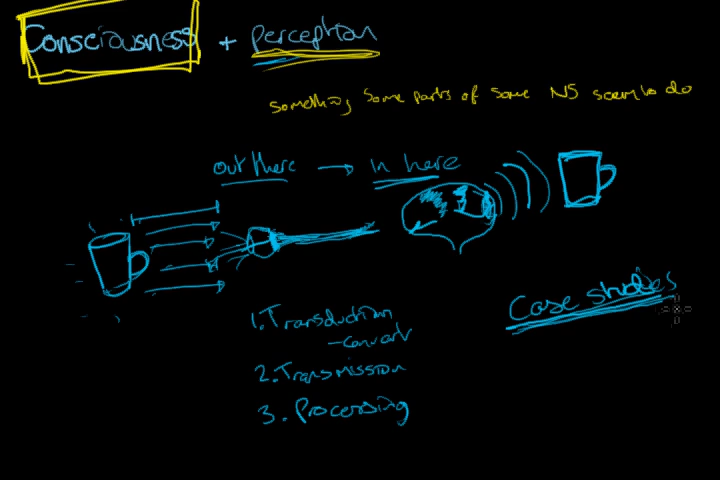 Consciousness + perception
something some parts of some NS seem to do
out there → in here
1. Transduction
- convert
2. Transmission
3. Processing
Case studies